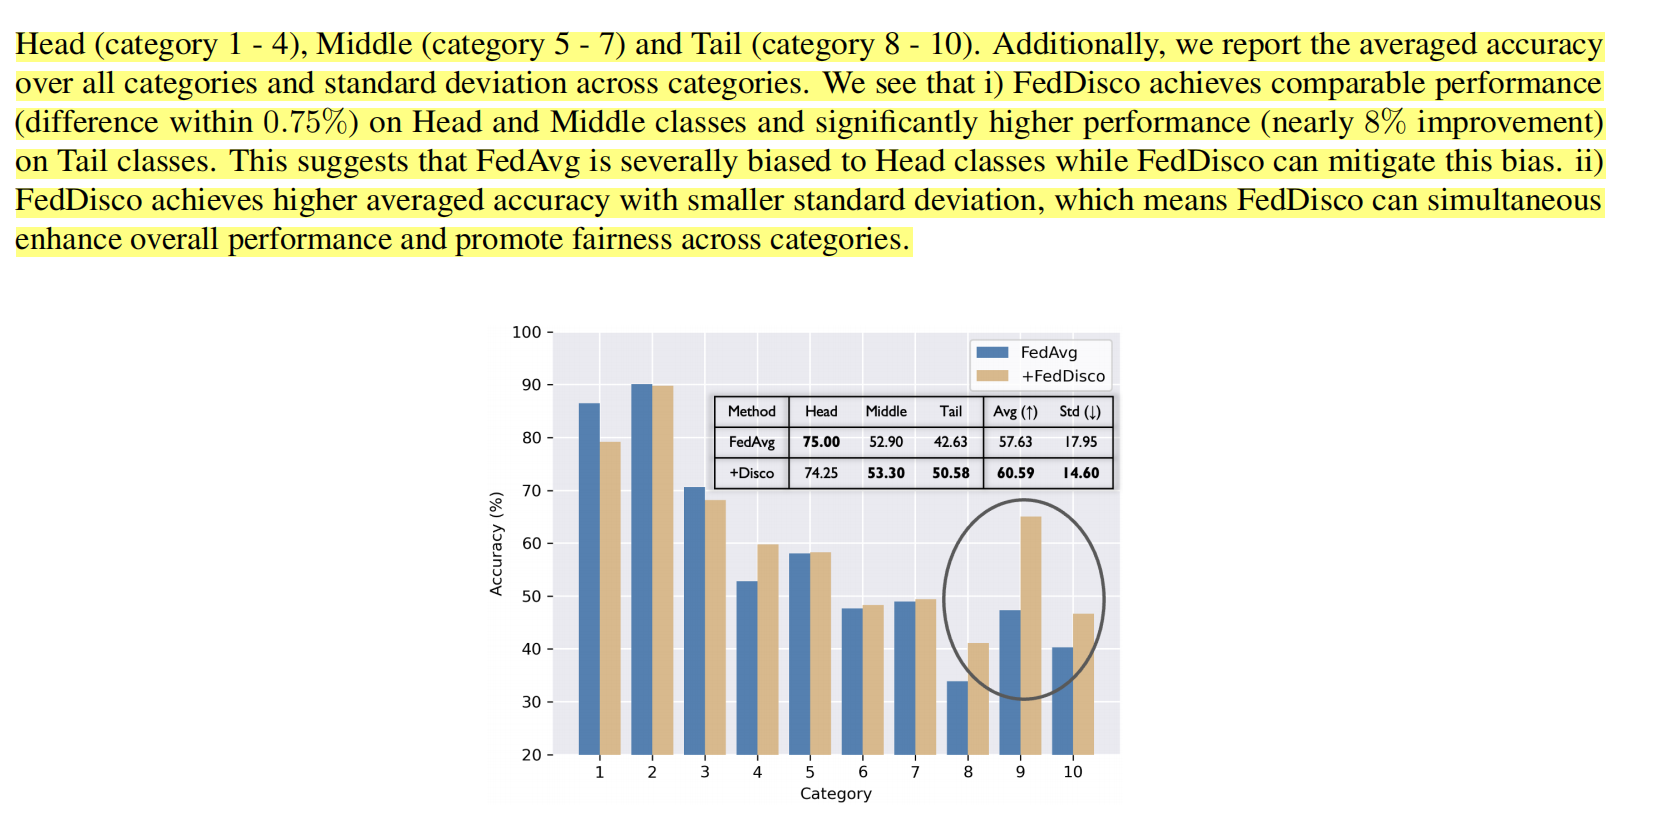 Head (category 1 - 4), Middle (category 5 - 7) and Tail (category 8 - 10). Additionally, we report the averaged accuracy
over all categories and standard deviation across categories. We see that i) FedDisco achieves comparable performance
(difference within 0.75%) on Head and Middle classes and significantly higher performance (nearly 8% improvement)
on Tail classes. This suggests that FedAvg is severally biased to Head classes while FedDisco can mitigate this bias. ii)
FedDisco achieves higher averaged accuracy with smaller standard deviation, which means FedDisco can simultaneous
enhance overall performance and promote fairness across categories.
100
90
80
70
60
50
40
30
20
Accuracy (%)
FedAvg
+FedDisco
Method Head Middle Tail Avg (↑) Std (↓)
FedAvg 75.00 52.90 42.63 57.63 17.95
+Disco 74.25 53.30 50.58 60.59 14.60
1 2 3 4 5 6 7 8 9 10
Category